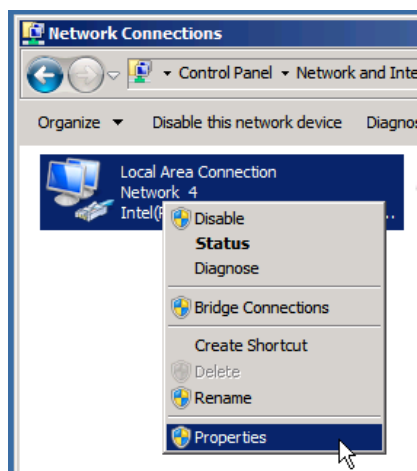 Network Connections
Control Panel Network and Inte
Organize Disable this network device Diagnos
Local Area Connection
Network 4
Intel(
Disable
Status
Diagnose
Bridge Connections
Create Shortcut
Delete
Rename
Properties